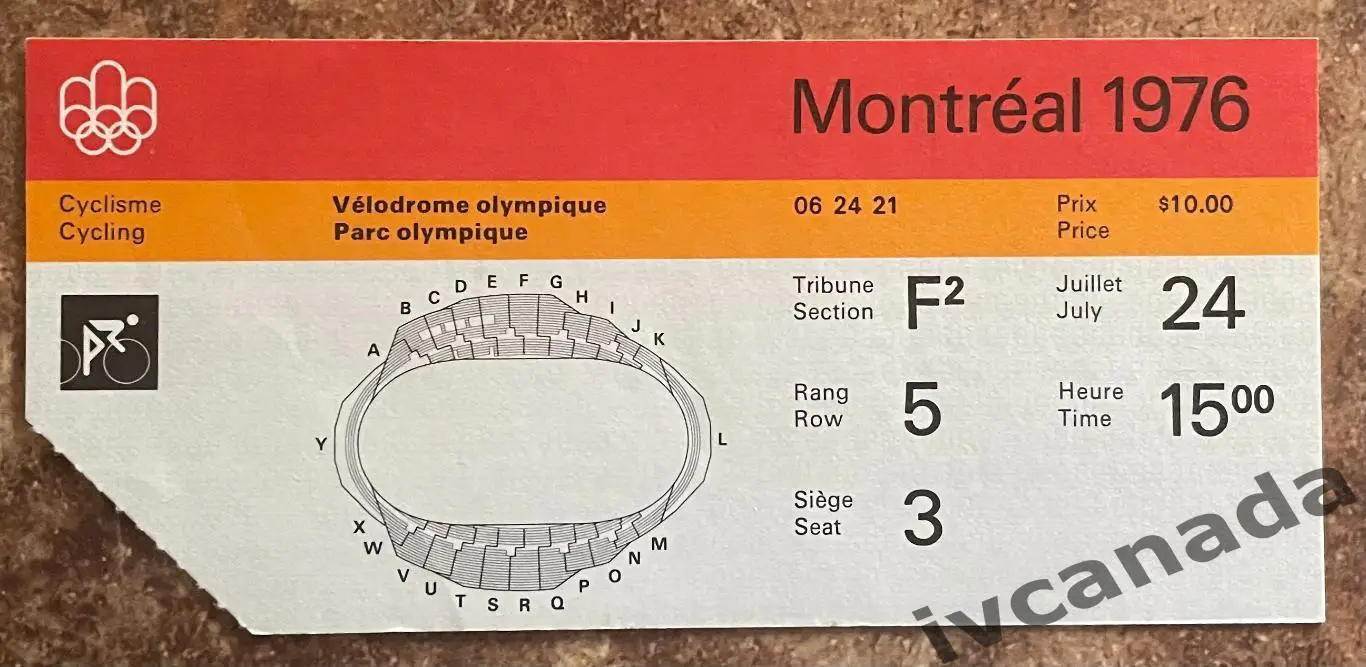 Montréal 1976
Cyclisme
Cycling
Vélodrome olympique
Parc olympique
06 24 21
Prix
Price
$10.00
Tribune
Section
F²
Juillet
July
24
Rang
Row
5
Heure
Time
15⁰⁰
Siège
Seat
3
A
B
C
D
E
F
G
H
I
J
K
L
M
N
O
P
Q
R
S
T
U
V
W
X
Y
ivcanada